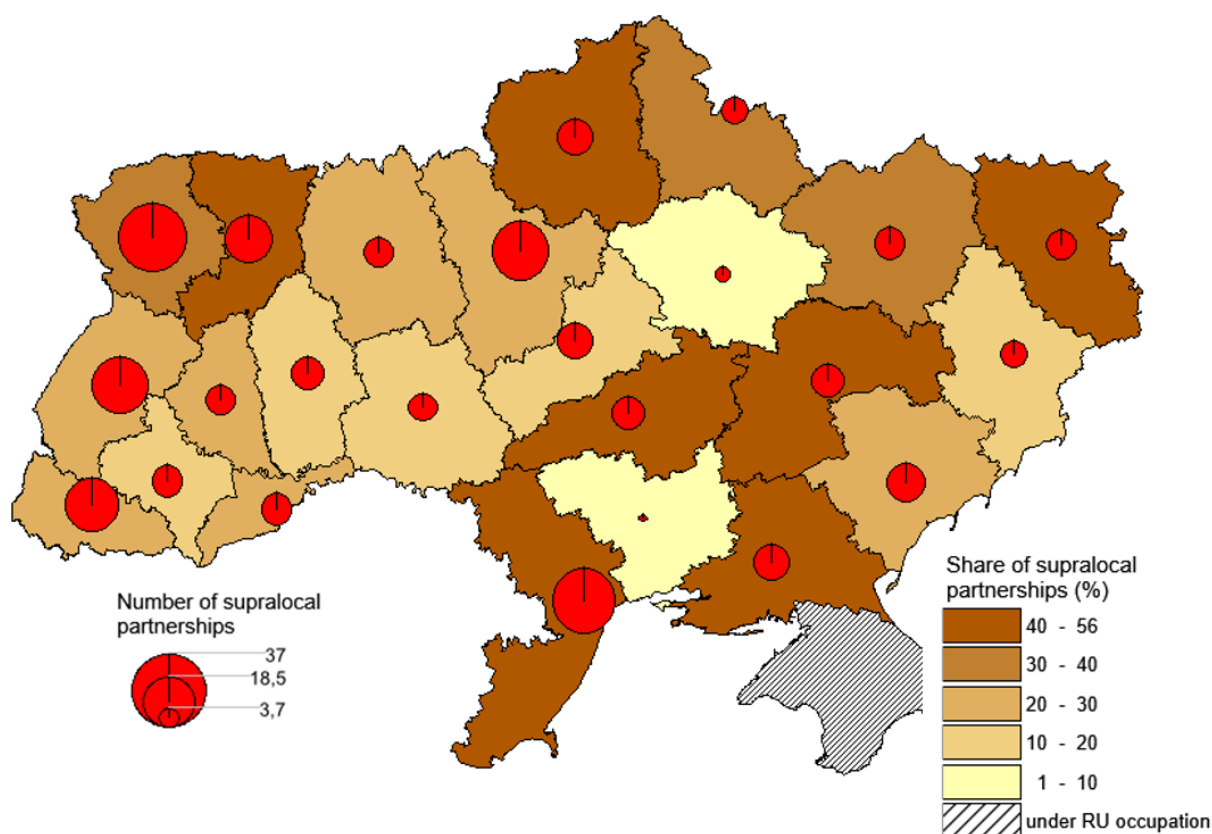 Number of supralocal
partnerships
37
18,5
3,7
Share of supralocal
partnerships (%)
40 - 56
30 - 40
20 - 30
10 - 20
1 - 10
under RU occupation